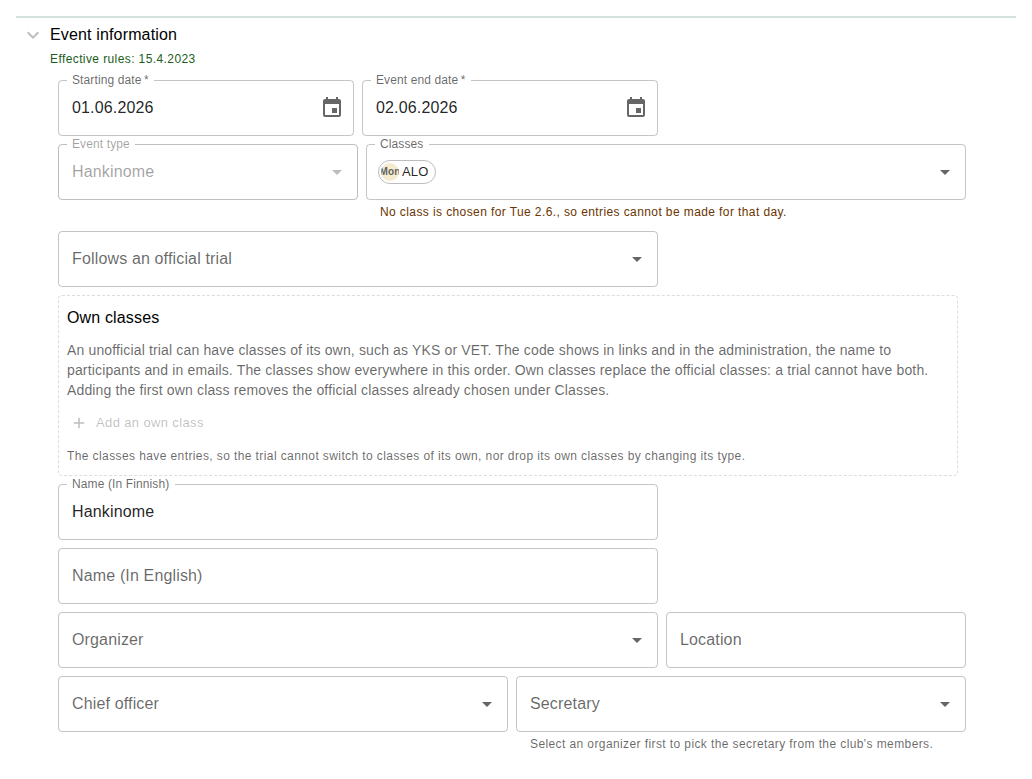 Event information
Effective rules: 15.4.2023
Starting date *
01.06.2026
Event end date *
02.06.2026
Event type
Hankinome
Classes
Mon ALO
No class is chosen for Tue 2.6., so entries cannot be made for that day.
Follows an official trial
Own classes
An unofficial trial can have classes of its own, such as YKS or VET. The code shows in links and in the administration, the name to
participants and in emails. The classes show everywhere in this order. Own classes replace the official classes: a trial cannot have both.
Adding the first own class removes the official classes already chosen under Classes.
Add an own class
The classes have entries, so the trial cannot switch to classes of its own, nor drop its own classes by changing its type.
Name (In Finnish)
Hankinome
Name (In English)
Organizer
Location
Chief officer
Secretary
Select an organizer first to pick the secretary from the club's members.